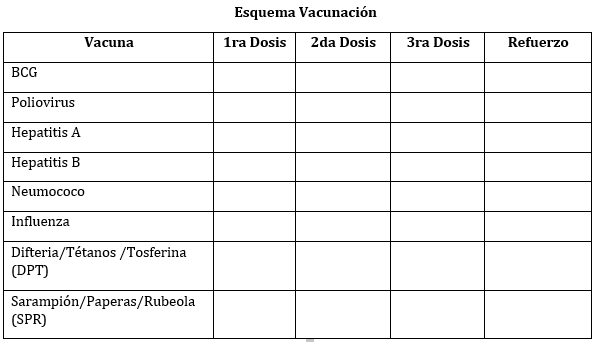 Esquema Vacunación
Vacuna 1ra Dosis 2da Dosis 3ra Dosis Refuerzo
BCG
Poliovirus
Hepatitis A
Hepatitis B
Neumococo
Influenza
Difteria/Tétanos /Tosferina
(DPT)
Sarampión/Paperas/Rubeola
(SPR)